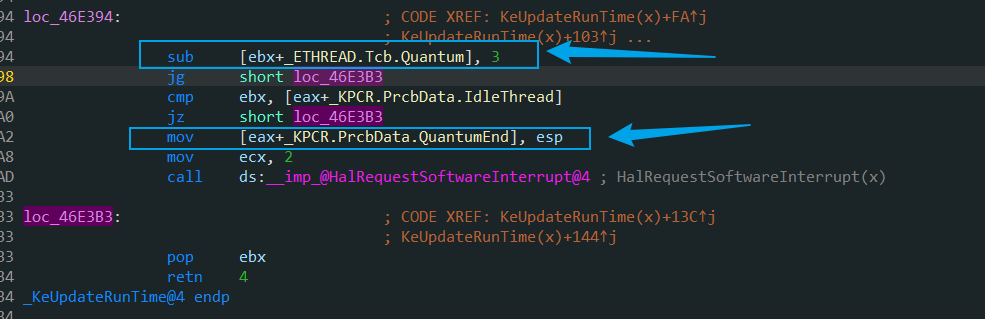 94 loc_46E394: ; CODE XREF: KeUpdateRunTime(x)+FA↑j
94 ; KeUpdateRunTime(x)+103↑j ...
94 sub [ebx+_ETHREAD.Tcb.Quantum], 3
98 jg short loc_46E3B3
9A cmp ebx, [eax+_KPCR.PrcbData.IdleThread]
A0 jz short loc_46E3B3
A2 mov [eax+_KPCR.PrcbData.QuantumEnd], esp
A8 mov ecx, 2
AD call ds:__imp_@HalRequestSoftwareInterrupt@4 ; HalRequestSoftwareInterrupt(x)
B3
B3 loc_46E3B3: ; CODE XREF: KeUpdateRunTime(x)+13C↑j
B3 ; KeUpdateRunTime(x)+144↑j
B3 pop ebx
B4 retn 4
B4 _KeUpdateRunTime@4 endp